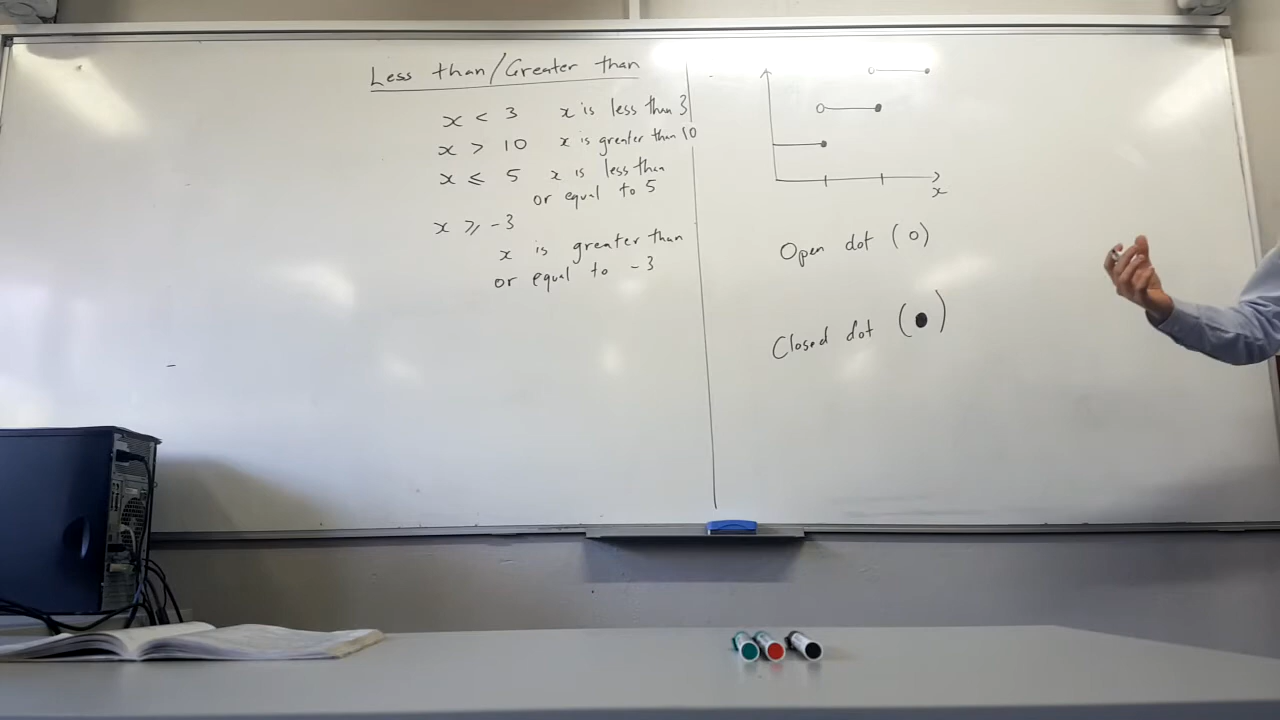 Less than/Greater than
x < 3 x is less than 3
x > 10 x is greater than 10
x ⩽ 5 x is less than
or equal to 5
x ⩾ -3
x is greater than
or equal to -3
x
Open dot (○)
Closed dot (●)